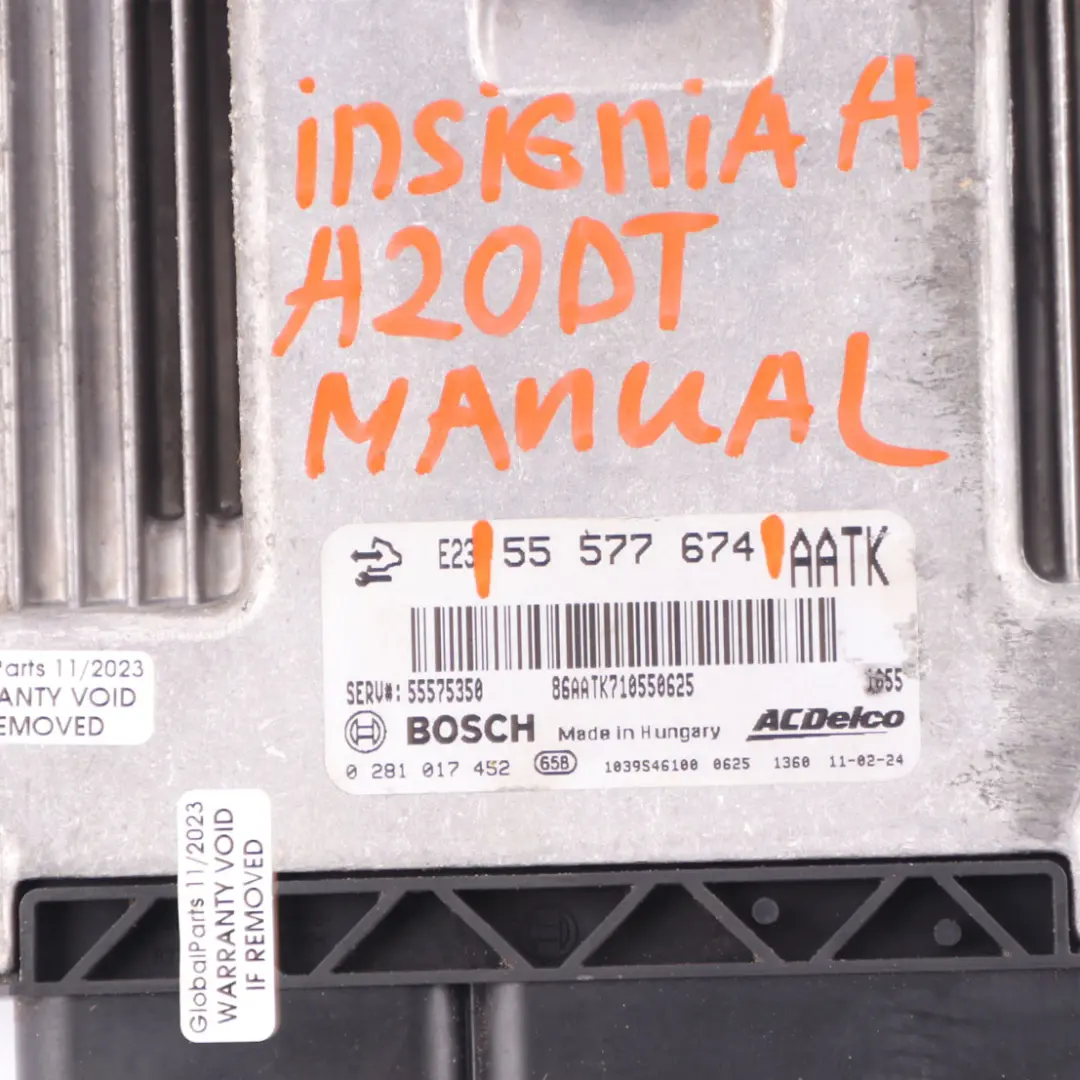 insigniA A
A20DT
MANUAL
E23 55 577 674 AATK
SERV#: 55575350 86AATK710550625 1655
BOSCH Made in Hungary ACDelco
0 281 017 452 65B 1039S46100 0625 1360 11-02-24
Parts 11/2023
ANTY VOID
EMOVED
GlobalParts 11/2023
WARRANTY VOID
IF REMOVED